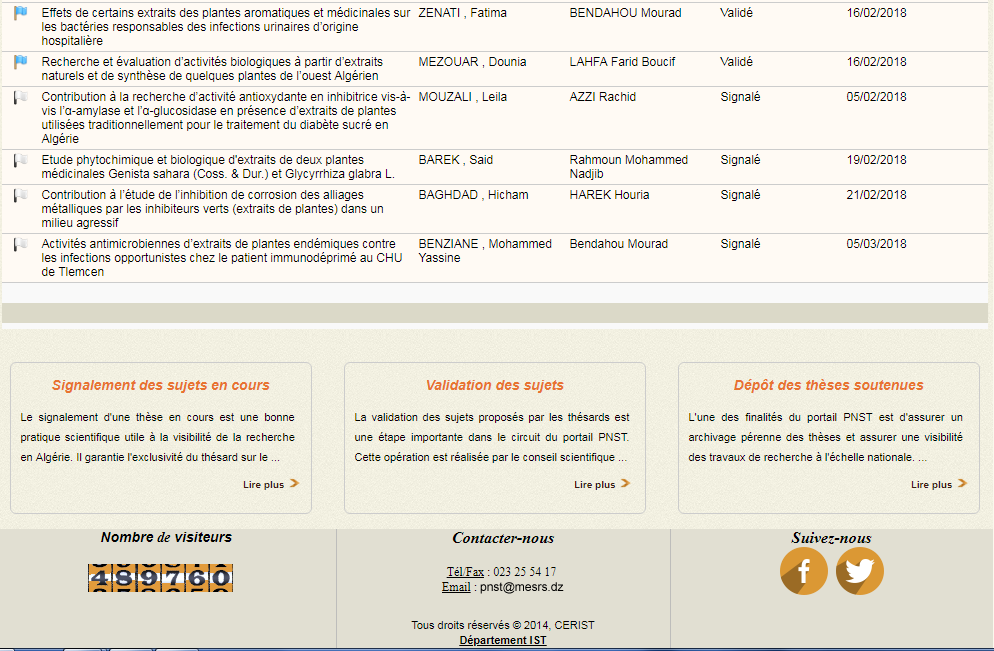 Effets de certains extraits des plantes aromatiques et médicinales sur ZENATI , Fatima BENDAHOU Mourad Validé 16/02/2018
les bactéries responsables des infections urinaires d'origine
hospitalière
Recherche et évaluation d'activités biologiques à partir d'extraits MEZOUAR , Dounia LAHFA Farid Boucif Validé 16/02/2018
naturels et de synthèse de quelques plantes de l'ouest Algérien
Contribution à la recherche d'activité antioxydante en inhibitrice vis-à- MOUZALI , Leila AZZI Rachid Signalé 05/02/2018
vis l'α-amylase et l'α-glucosidase en présence d'extraits de plantes
utilisées traditionnellement pour le traitement du diabète sucré en
Algérie
Etude phytochimique et biologique d'extraits de deux plantes BAREK , Said Rahmoun Mohammed Signalé 19/02/2018
médicinales Genista sahara (Coss. & Dur.) et Glycyrrhiza glabra L. Nadjib
Contribution à l'étude de l'inhibition de corrosion des alliages BAGHDAD , Hicham HAREK Houria Signalé 21/02/2018
métalliques par les inhibiteurs verts (extraits de plantes) dans un
milieu agressif
Activités antimicrobiennes d'extraits de plantes endémiques contre BENZIANE , Mohammed Bendahou Mourad Signalé 05/03/2018
les infections opportunistes chez le patient immunodéprimé au CHU Yassine
de Tlemcen
Signalement des sujets en cours
Le signalement d'une thèse en cours est une bonne
pratique scientifique utile à la visibilité de la recherche
en Algérie. Il garantie l'exclusivité du thésard sur le ...
Lire plus
Validation des sujets
La validation des sujets proposés par les thésards est
une étape importante dans le circuit du portail PNST.
Cette opération est réalisée par le conseil scientifique ...
Lire plus
Dépôt des thèses soutenues
L'une des finalités du portail PNST est d'assurer un
archivage pérenne des thèses et assurer une visibilité
des travaux de recherche à l'échelle nationale. ...
Lire plus
Nombre de visiteurs
489760
Contacter-nous
Tél/Fax : 023 25 54 17
Email : pnst@mesrs.dz
Tous droits réservés © 2014, CERIST
Département IST
Suivez-nous